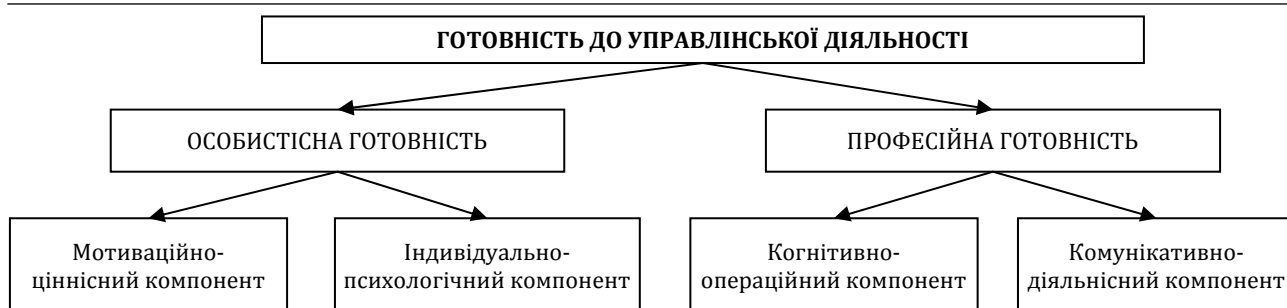 ГОТОВНІСТЬ ДО УПРАВЛІНСЬКОЇ ДІЯЛЬНОСТІ
ОСОБИСТІСНА ГОТОВНІСТЬ
ПРОФЕСІЙНА ГОТОВНІСТЬ
Мотиваційно-
ціннісний компонент
Індивідуально-
психологічний компонент
Когнітивно-
операційний компонент
Комунікативно-
діяльнісний компонент